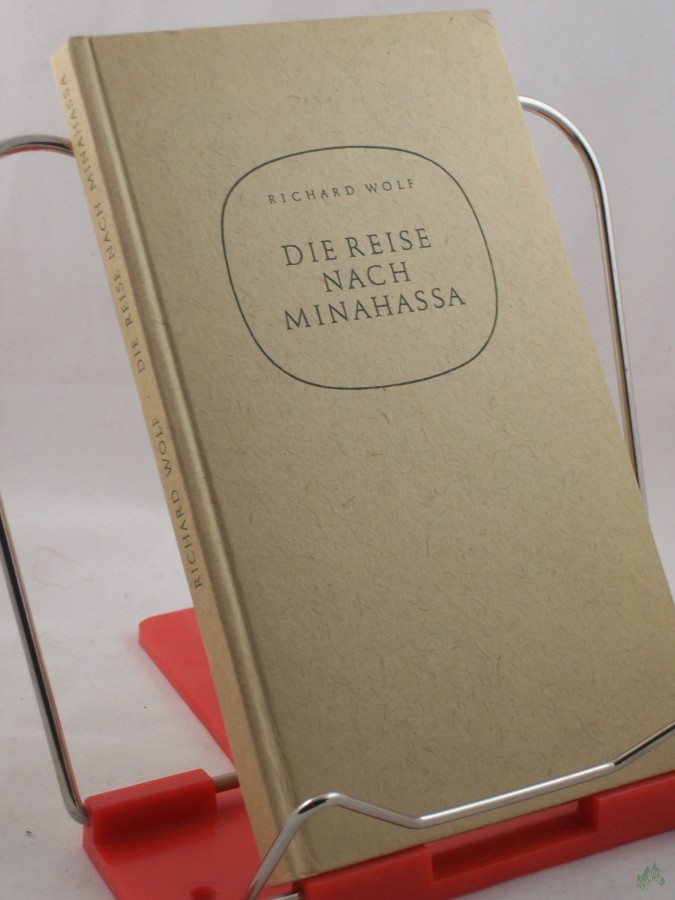 RICHARD WOLF
DIE REISE
NACH
MINAHASSA
RICHARD WOLF · DIE REISE NACH MINAHASSA